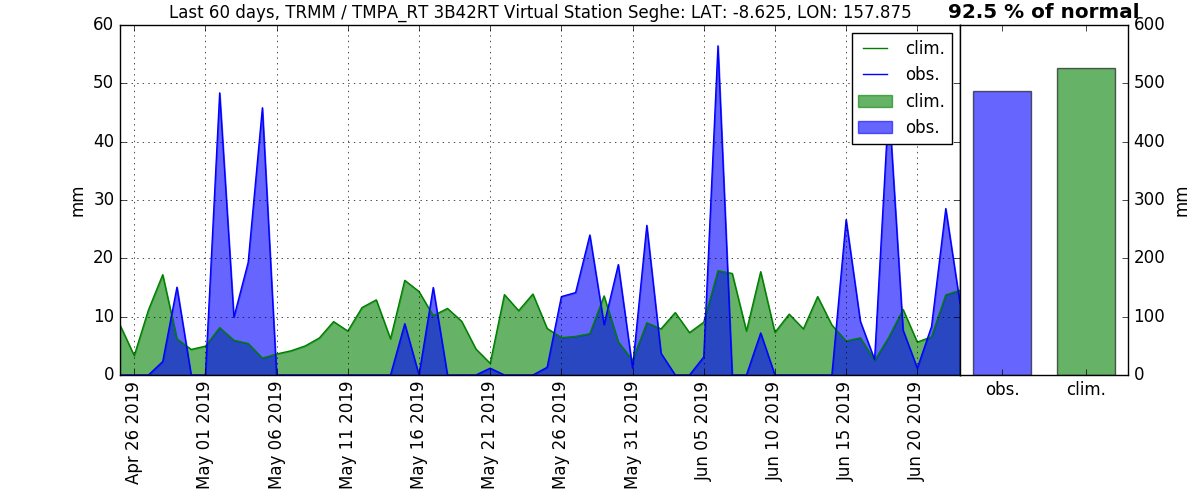 Last 60 days, TRMM / TMPA_RT 3B42RT Virtual Station Seghe: LAT: -8.625, LON: 157.875
92.5 % of normal
60
50
40
30
20
10
0
mm
clim.
obs.
clim.
obs.
600
500
400
300
200
100
0
mm
obs.
clim.
Apr 26 2019
May 01 2019
May 06 2019
May 11 2019
May 16 2019
May 21 2019
May 26 2019
May 31 2019
Jun 05 2019
Jun 10 2019
Jun 15 2019
Jun 20 2019